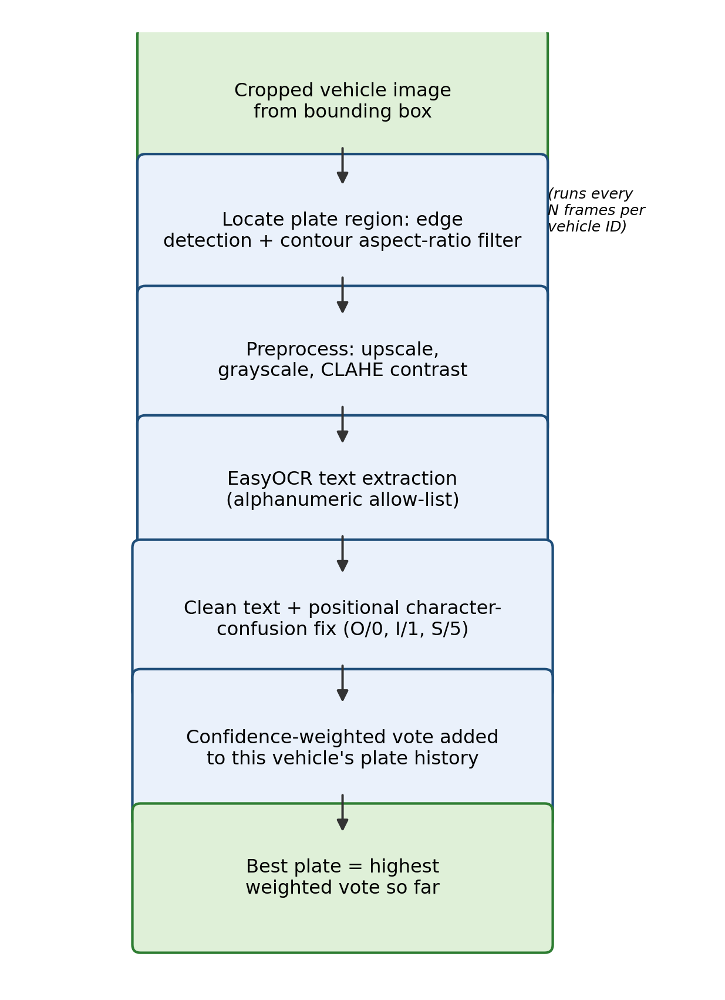 Cropped vehicle image
from bounding box
(runs every
N frames per
vehicle ID)
Locate plate region: edge
detection + contour aspect-ratio filter
Preprocess: upscale,
grayscale, CLAHE contrast
EasyOCR text extraction
(alphanumeric allow-list)
Clean text + positional character-
confusion fix (O/0, I/1, S/5)
Confidence-weighted vote added
to this vehicle's plate history
Best plate = highest
weighted vote so far